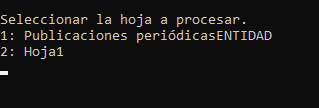 Seleccionar la hoja a procesar.
1: Publicaciones periódicasENTIDAD
2: Hoja1